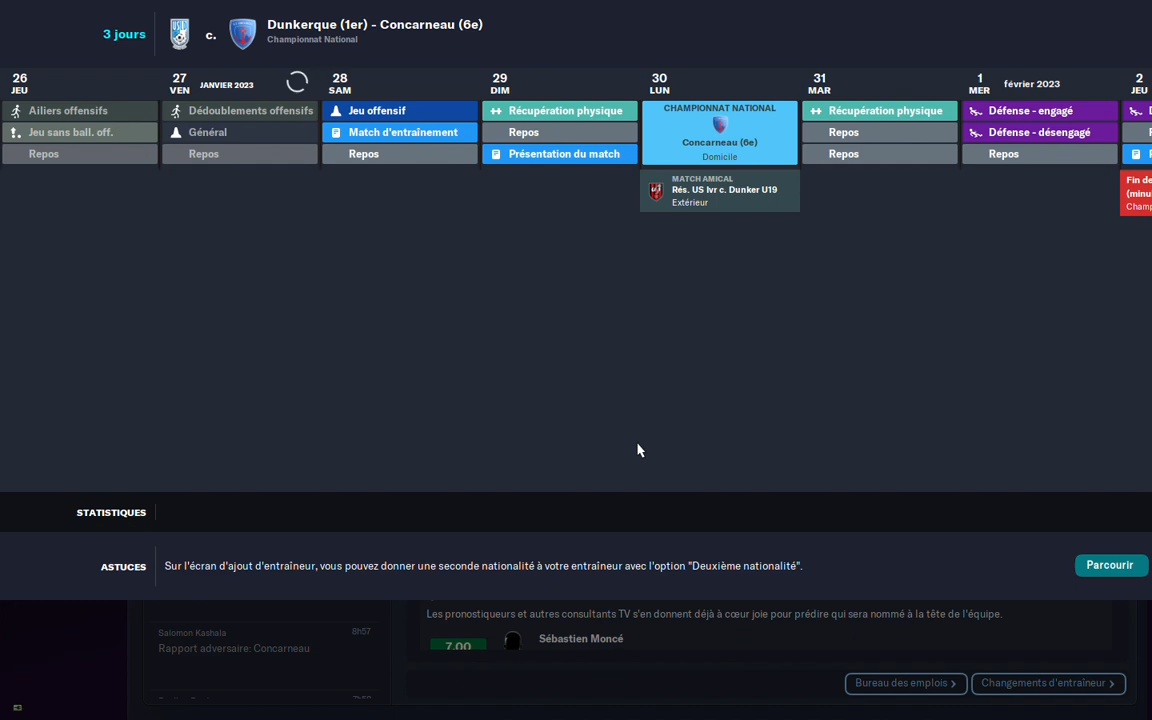 3 jours
c.
Dunkerque (1er) - Concarneau (6e)
Championnat National
26
JEU
27
VEN
JANVIER 2023
28
SAM
29
DIM
30
LUN
31
MAR
1
MER
février 2023
2
JEU
Ailiers offensifs
Dédoublements offensifs
Jeu offensif
Récupération physique
CHAMPIONNAT NATIONAL
Récupération physique
Défense - engagé
Jeu sans ball. off.
Général
Match d'entraînement
Repos
Concarneau (6e)
Repos
Défense - désengagé
Repos
Repos
Repos
Présentation du match
Domicile
Repos
Repos
MATCH AMICAL
Rés. US Ivr c. Dunker U19
Extérieur
Fin de
(minu
Champ
STATISTIQUES
ASTUCES
Sur l'écran d'ajout d'entraîneur, vous pouvez donner une seconde nationalité à votre entraîneur avec l'option "Deuxième nationalité".
Parcourir
Les pronostiqueurs et autres consultants TV s'en donnent déjà à cœur joie pour prédire qui sera nommé à la tête de l'équipe.
Salomon Kashala
8h57
Rapport adversaire: Concarneau
7.00
Sébastien Moncé
Bureau des emplois
Changements d'entraîneur